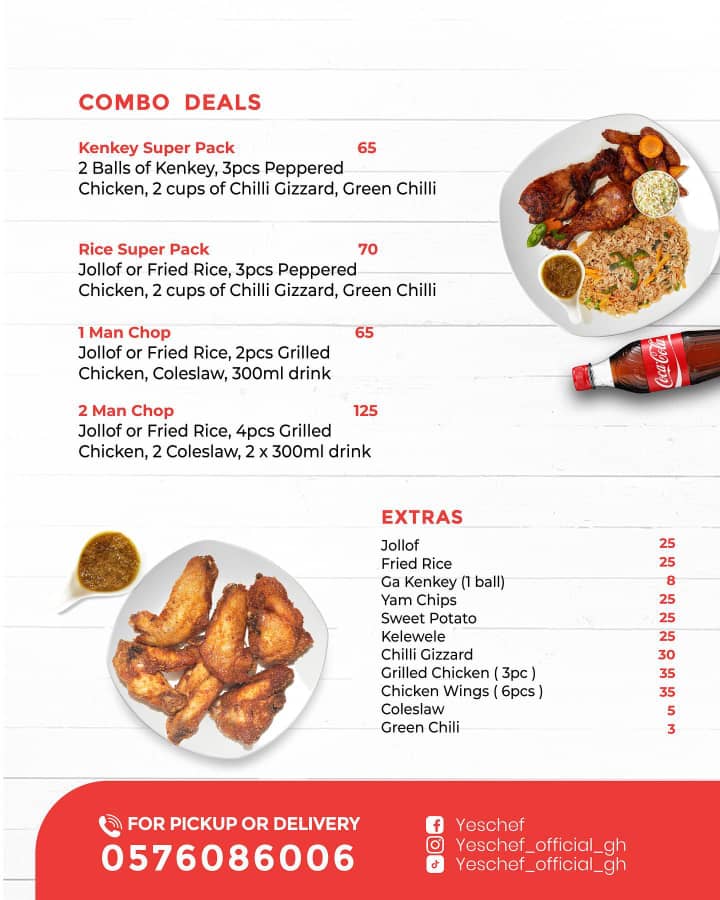 COMBO DEALS
Kenkey Super Pack 65
2 Balls of Kenkey, 3pcs Peppered
Chicken, 2 cups of Chilli Gizzard, Green Chilli
Rice Super Pack 70
Jollof or Fried Rice, 3pcs Peppered
Chicken, 2 cups of Chilli Gizzard, Green Chilli
1 Man Chop 65
Jollof or Fried Rice, 2pcs Grilled
Chicken, Coleslaw, 300ml drink
2 Man Chop 125
Jollof or Fried Rice, 4pcs Grilled
Chicken, 2 Coleslaw, 2 x 300ml drink
Coca-Cola
EXTRAS
Jollof 25
Fried Rice 25
Ga Kenkey (1 ball) 8
Yam Chips 25
Sweet Potato 25
Kelewele 25
Chilli Gizzard 30
Grilled Chicken ( 3pc ) 35
Chicken Wings ( 6pcs ) 35
Coleslaw 5
Green Chili 3
FOR PICKUP OR DELIVERY
0576086006
Yeschef
Yeschef_official_gh
Yeschef_official_gh